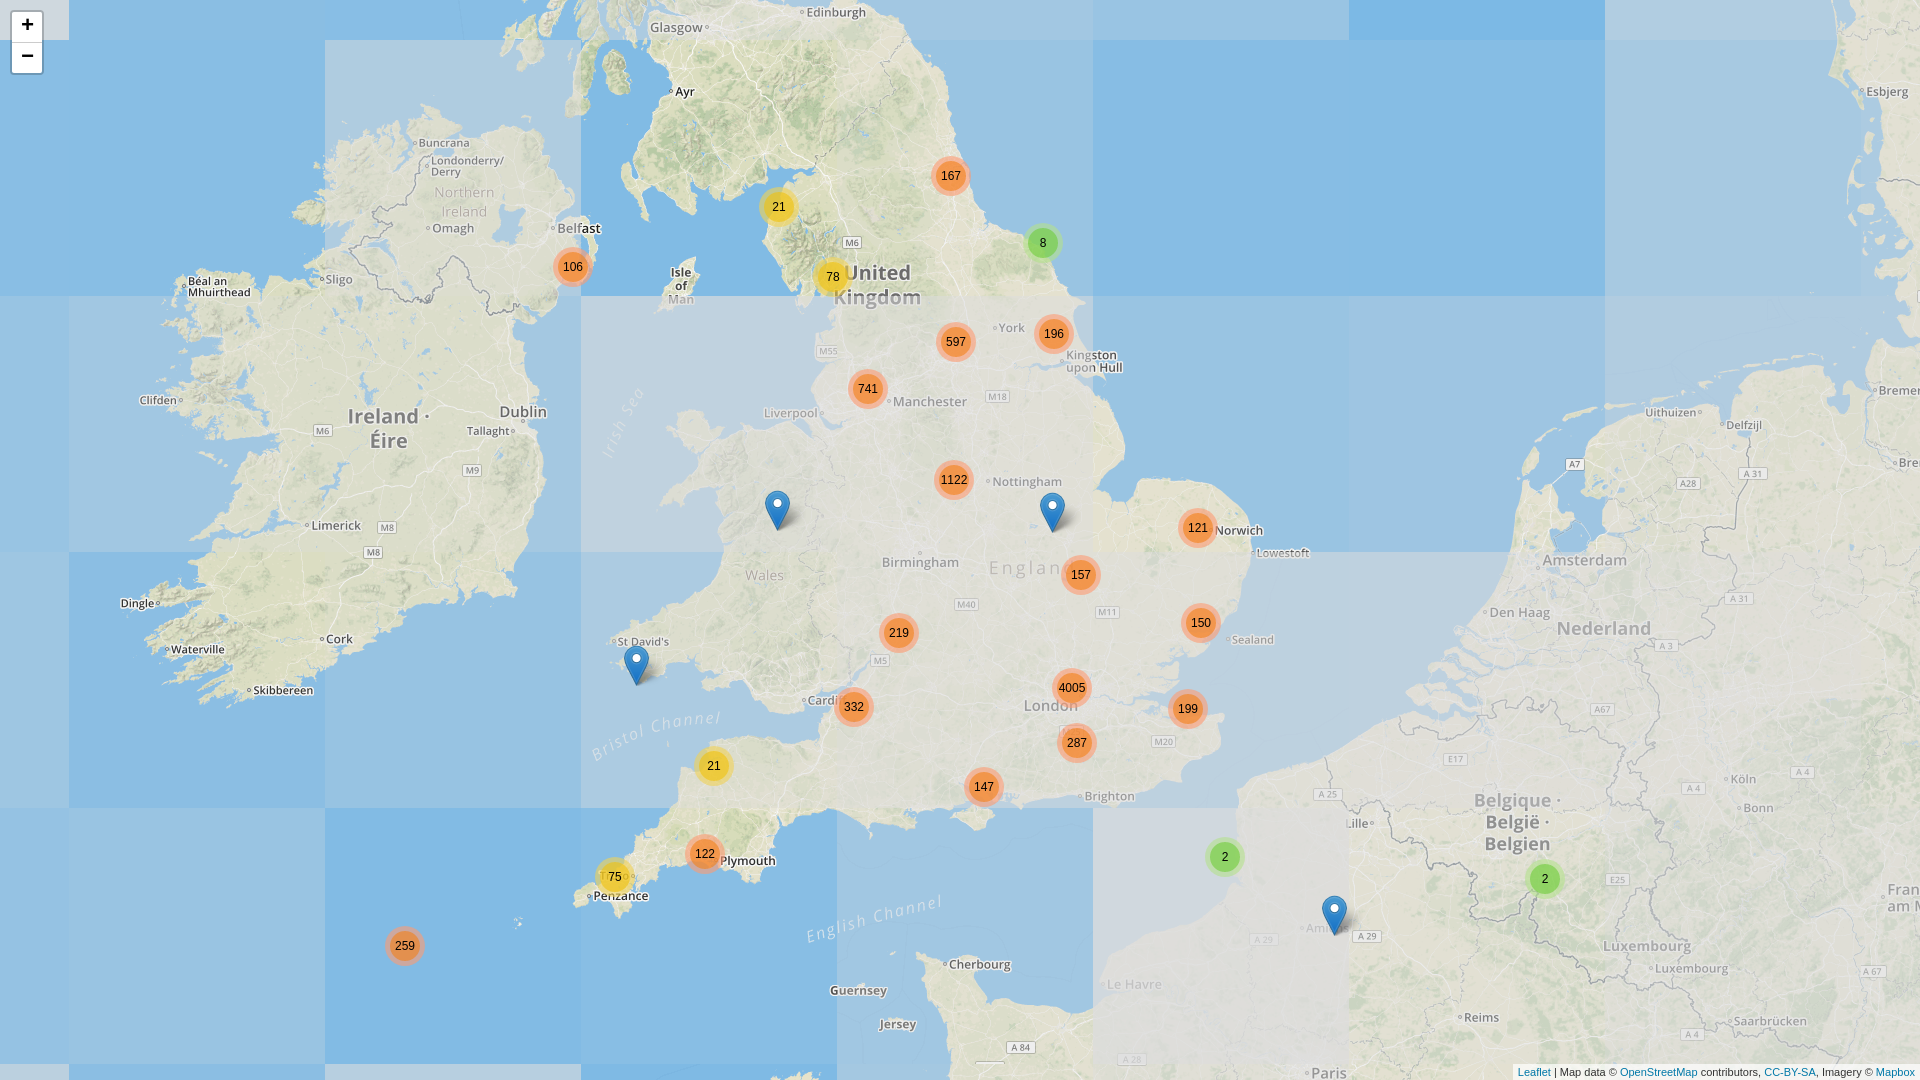 +
−
Edinburgh
Glasgow
Ayr
Esbjerg
Buncrana
Londonderry/
Derry
Northern
Ireland
Omagh
Belfast
Sligo
Béal an
Mhuirthead
Isle
of
Man
M6
United
Kingdom
167
21
8
106
78
York
196
597
Kingston
upon Hull
M55
741
Manchester
M18
Liverpool
Irish Sea
Clifden
Ireland ·
Éire
Dublin
Tallaght
M6
M9
Limerick
M8
M8
Dingle
Cork
Waterville
Skibbereen
1122
Nottingham
121
Norwich
Lowestoft
Birmingham
Wales
157
M40
M11
150
219
Sealand
St David's
M5
4005
London
199
332
287
M20
Bristol Channel
21
147
Brighton
122
Plymouth
75
Penzance
259
English Channel
Cherbourg
Guernsey
Jersey
A 84
Le Havre
A 28
A 29
A 29
2
2
Lille
A 25
E17
Belgique ·
België ·
Belgien
E25
Luxembourg
Luxembourg
Reims
Paris
Saarbrücken
A 4
A 67
Köln
Bonn
A 4
A 4
A67
A 3
Nederland
Den Haag
A 31
Amsterdam
A7
A28
A 31
Uithuizen
Delfzijl
Leaflet | Map data © OpenStreetMap contributors, CC-BY-SA, Imagery © Mapbox